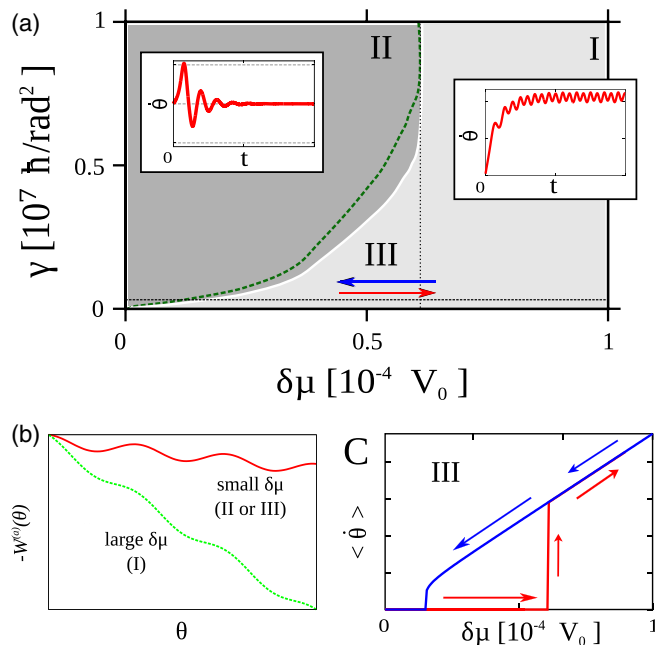 (a)
1
II
I
θ̇
0
t
θ̇
0
t
0.5
III
0
γ [10⁷ ħ/rad²]
0
0.5
1
δμ [10⁻⁴ V₀]
(b)
small δμ
(II or III)
large δμ
(I)
-W⁽ᵃ⁾(θ)
θ
C
III
< θ̇ >
0
1
δμ [10⁻⁴ V₀]